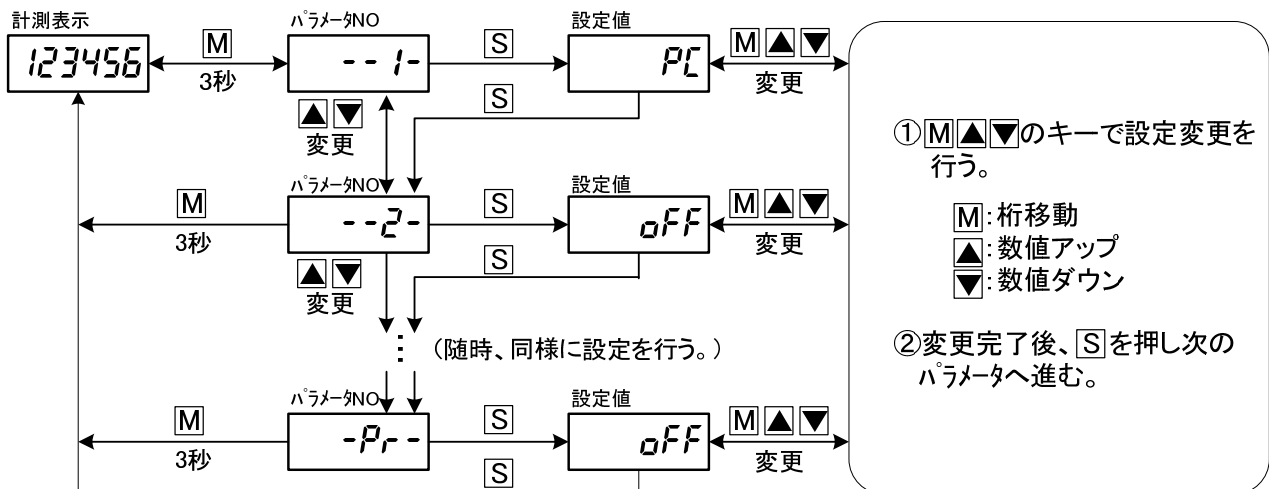 計測表示
パラメータNO
設定値
123456
M
3秒
--1-
S
PC
M▲▼
変更
S
▲▼
変更
パラメータNO
設定値
M
3秒
--2-
S
oFF
M▲▼
変更
S
▲▼
変更
⋮ (随時、同様に設定を行う。)
パラメータNO
設定値
M
3秒
-Pr-
S
oFF
M▲▼
変更
S
①M▲▼のキーで設定変更を
行う。
M:桁移動
▲:数値アップ
▼:数値ダウン
②変更完了後、Sを押し次の
パラメータへ進む。